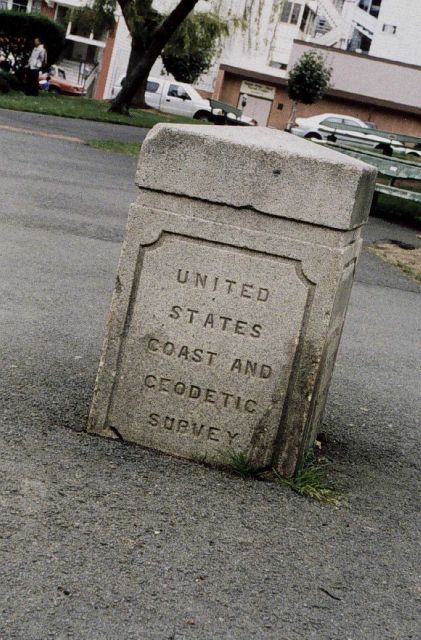 UNITED
STATES
COAST AND
GEODETIC
SURVEY